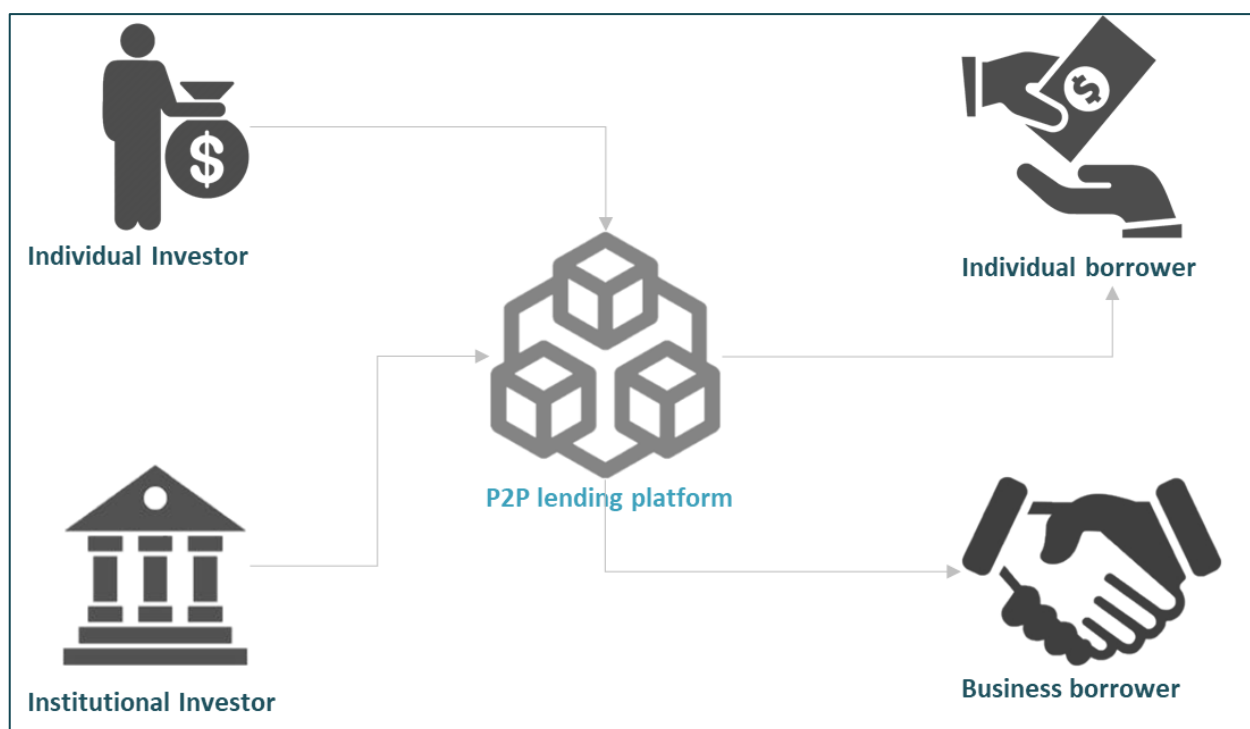 $
$
Individual Investor
Individual borrower
P2P lending platform
Institutional Investor
Business borrower